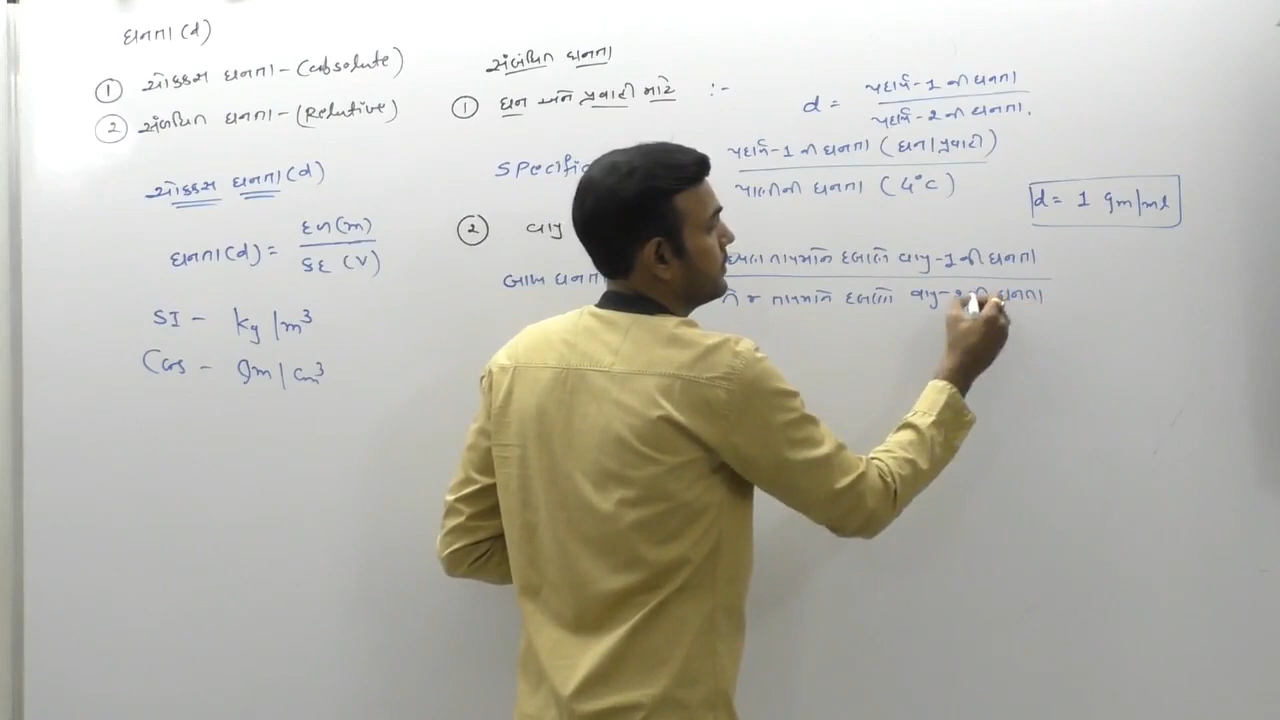 ઘનતા (d)
① ચોક્કસ ઘનતા - (absolute)
② સંબંધિત ઘનતા - (Relative)
ચોક્કસ ઘનતા (d)
ઘનતા (d) = દળ (m) / કદ (V)
SI - kg/m³
CGS - gm/cm³
સંબંધિત ઘનતા
① ઘન અને પ્રવાહી માટે :-
d = પદાર્થ-1 ની ઘનતા / પદાર્થ-2 ની ઘનતા.
પદાર્થ-1 ની ઘનતા (ઘન/પ્રવાહી) / પાણીની ઘનતા (4°C)
d = 1 gm/ml
② વાયુ
બાષ્પ ઘનતા
તાપમાને દબાણે વાયુ-1 ની ઘનતા
તે જ તાપમાને દબાણે વાયુ-2 ની ઘનતા